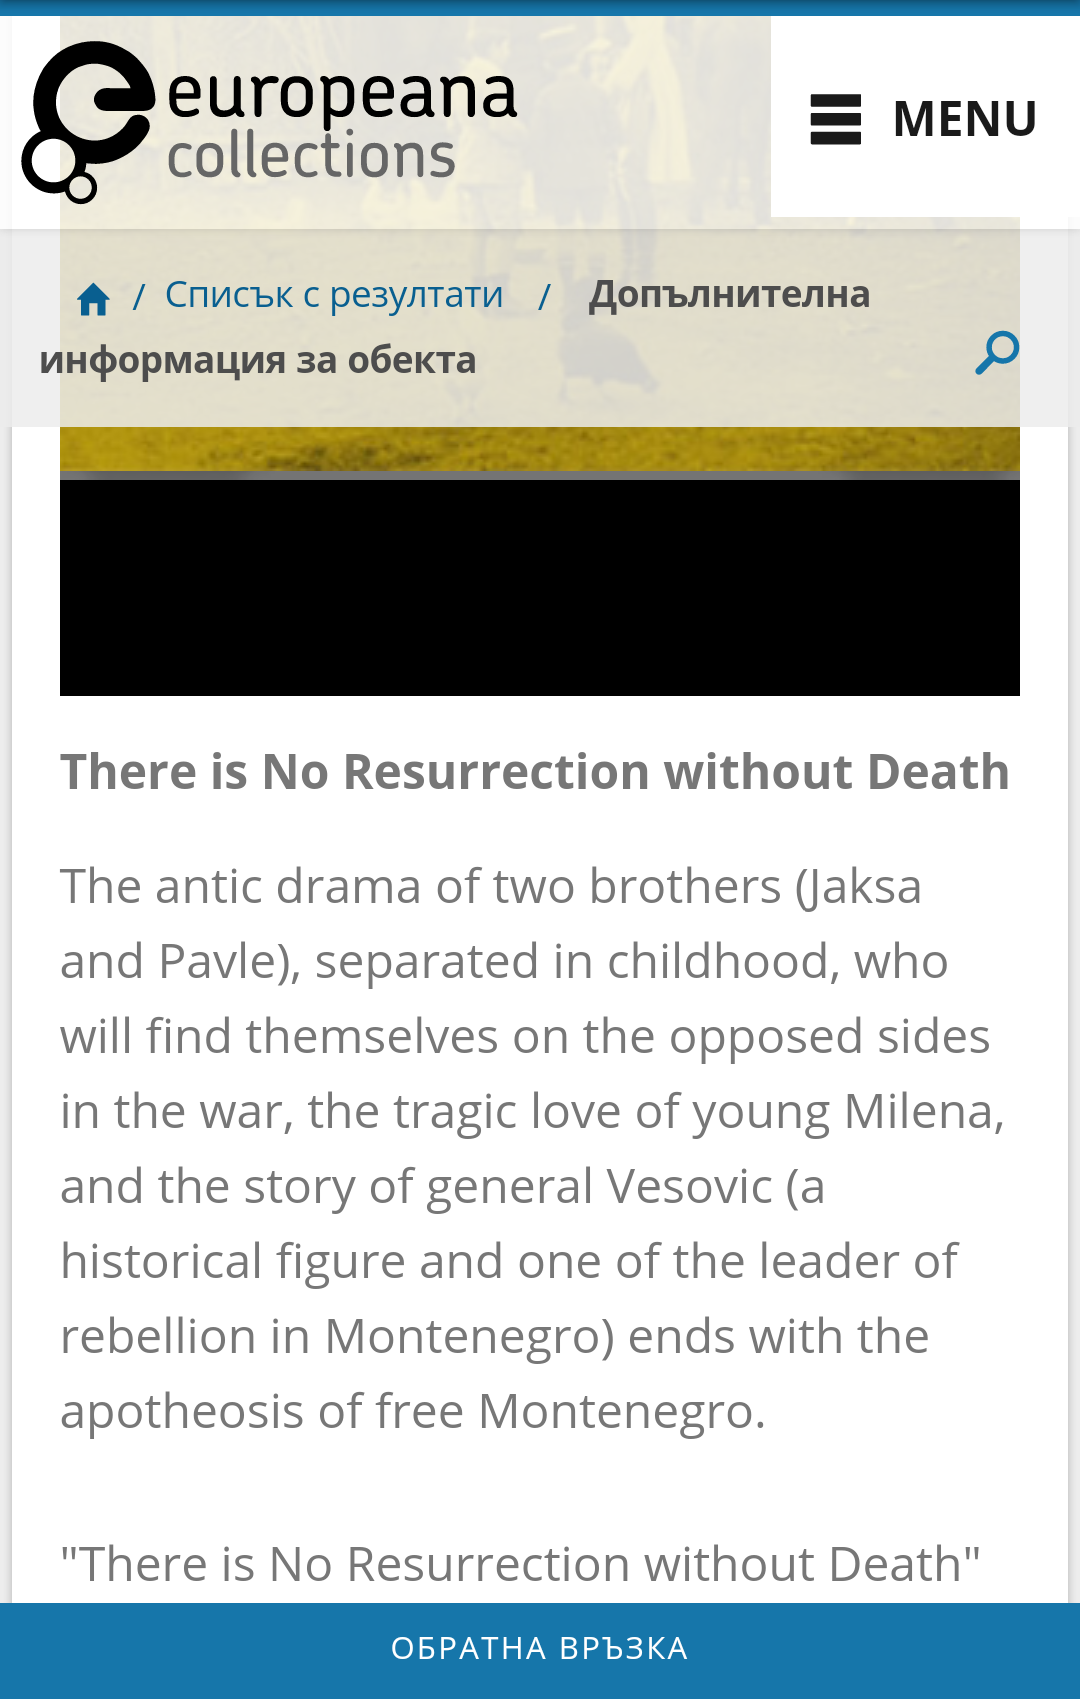 europeana
collections
MENU
/ Списък с резултати / Допълнителна
информация за обекта
There is No Resurrection without Death
The antic drama of two brothers (Jaksa
and Pavle), separated in childhood, who
will find themselves on the opposed sides
in the war, the tragic love of young Milena,
and the story of general Vesovic (a
historical figure and one of the leader of
rebellion in Montenegro) ends with the
apotheosis of free Montenegro.
"There is No Resurrection without Death"
ОБРАТНА ВРЪЗКА